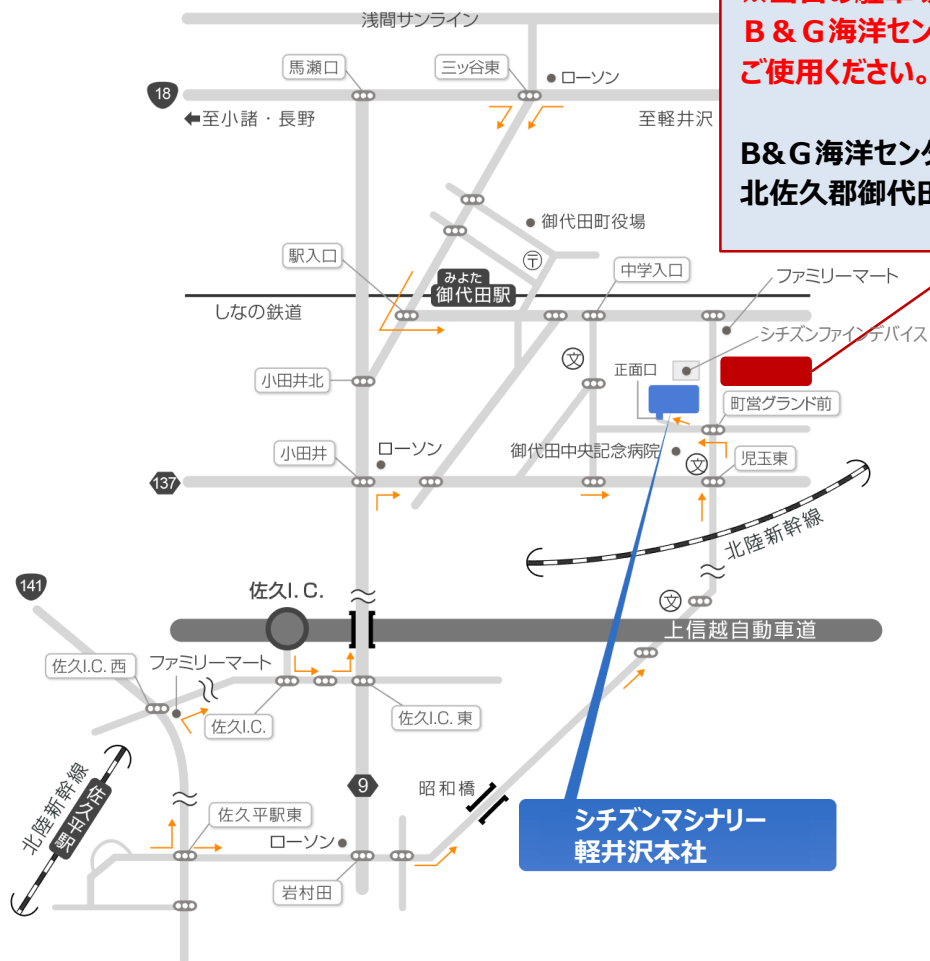 浅間サンライン
B＆G海洋セン
ご使用ください。
B&G海洋センタ
北佐久郡御代田
馬瀬口
三ッ谷東
ローソン
18
←至小諸・長野
至軽井沢
御代田町役場
〒
駅入口
みよた
御代田駅
中学入口
ファミリーマート
しなの鉄道
シチズンファインデバイス
文
正面口
小田井北
町営グランド前
小田井
ローソン
御代田中央記念病院
文
児玉東
137
北陸新幹線
141
佐久I.C.
文
上信越自動車道
佐久I.C. 西
ファミリーマート
佐久I.C.
佐久I.C. 東
北陸新幹線
佐久平駅
9
昭和橋
佐久平駅東
ローソン
岩村田
シチズンマシナリー
軽井沢本社